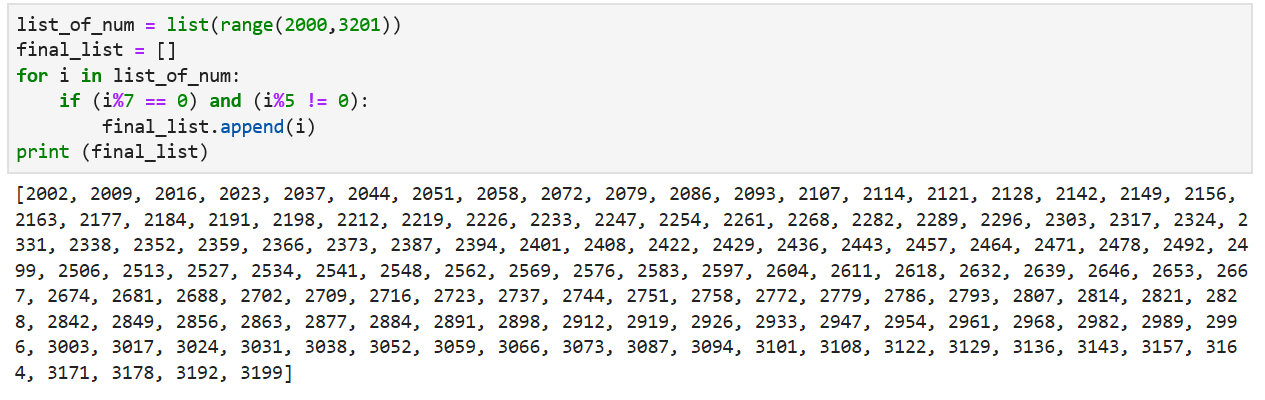 list_of_num = list(range(2000,3201))
final_list = []
for i in list_of_num:
    if (i%7 == 0) and (i%5 != 0):
        final_list.append(i)
print (final_list)
[2002, 2009, 2016, 2023, 2037, 2044, 2051, 2058, 2072, 2079, 2086, 2093, 2107, 2114, 2121, 2128, 2142, 2149, 2156,
2163, 2177, 2184, 2191, 2198, 2212, 2219, 2226, 2233, 2247, 2254, 2261, 2268, 2282, 2289, 2296, 2303, 2317, 2324, 2
331, 2338, 2352, 2359, 2366, 2373, 2387, 2394, 2401, 2408, 2422, 2429, 2436, 2443, 2457, 2464, 2471, 2478, 2492, 24
99, 2506, 2513, 2527, 2534, 2541, 2548, 2562, 2569, 2576, 2583, 2597, 2604, 2611, 2618, 2632, 2639, 2646, 2653, 266
7, 2674, 2681, 2688, 2702, 2709, 2716, 2723, 2737, 2744, 2751, 2758, 2772, 2779, 2786, 2793, 2807, 2814, 2821, 282
8, 2842, 2849, 2856, 2863, 2877, 2884, 2891, 2898, 2912, 2919, 2926, 2933, 2947, 2954, 2961, 2968, 2982, 2989, 299
6, 3003, 3017, 3024, 3031, 3038, 3052, 3059, 3066, 3073, 3087, 3094, 3101, 3108, 3122, 3129, 3136, 3143, 3157, 316
4, 3171, 3178, 3192, 3199]